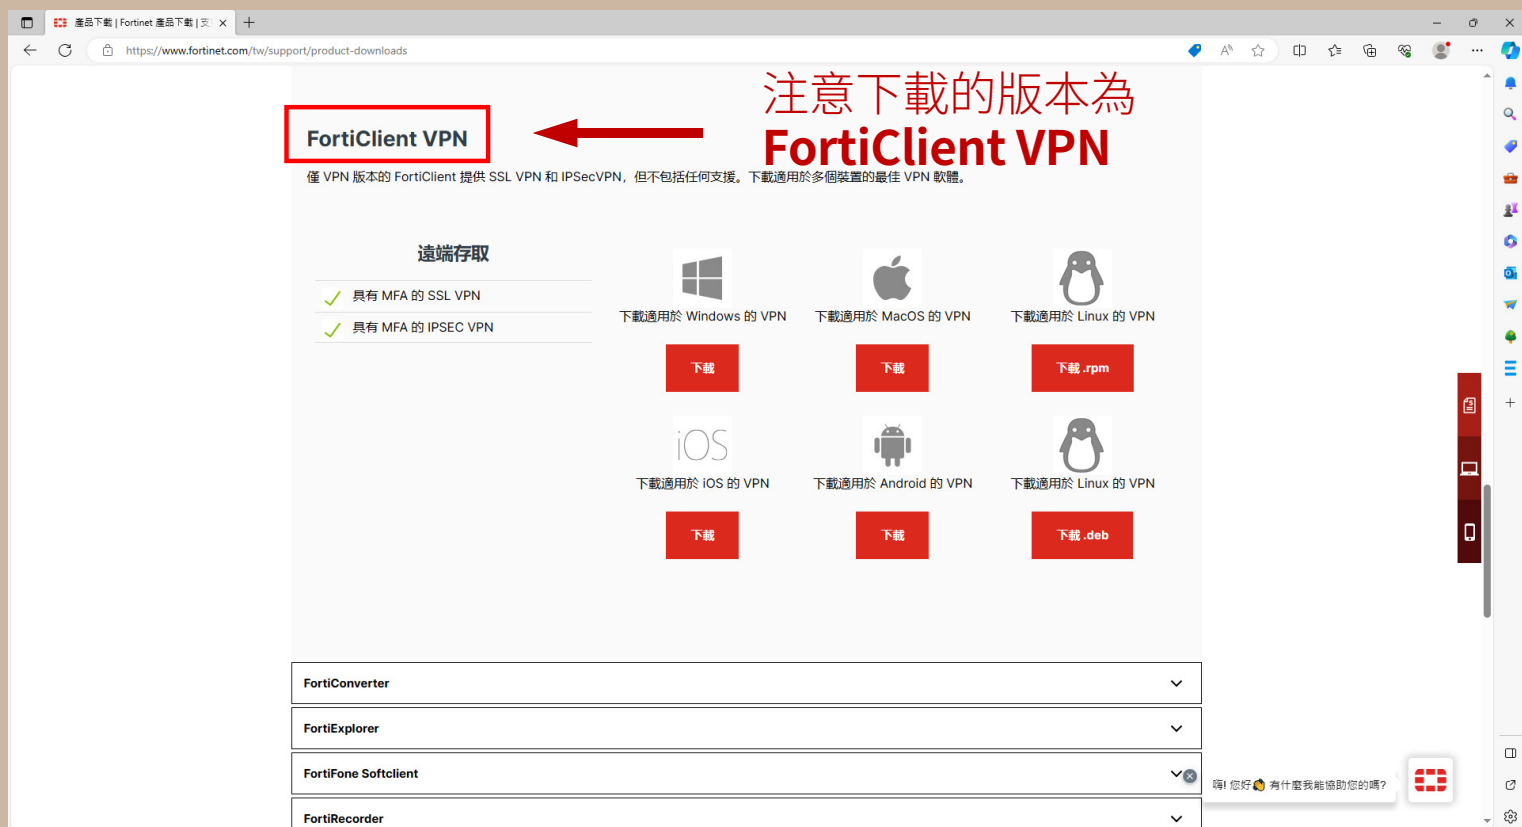 產品下載 | Fortinet 產品下載 | 支
https://www.fortinet.com/tw/support/product-downloads
注意下載的版本為
FortiClient VPN
FortiClient VPN
僅 VPN 版本的 FortiClient 提供 SSL VPN 和 IPSecVPN，但不包括任何支援。下載適用於多個裝置的最佳 VPN 軟體。
遠端存取
具有 MFA 的 SSL VPN
具有 MFA 的 IPSEC VPN
下載適用於 Windows 的 VPN
下載適用於 MacOS 的 VPN
下載適用於 Linux 的 VPN
下載
下載
下載 .rpm
iOS
下載適用於 iOS 的 VPN
下載適用於 Android 的 VPN
下載適用於 Linux 的 VPN
下載
下載
下載 .deb
FortiConverter
FortiExplorer
FortiFone Softclient
嗨! 您好 有什麼我能協助您的嗎?
FortiRecorder